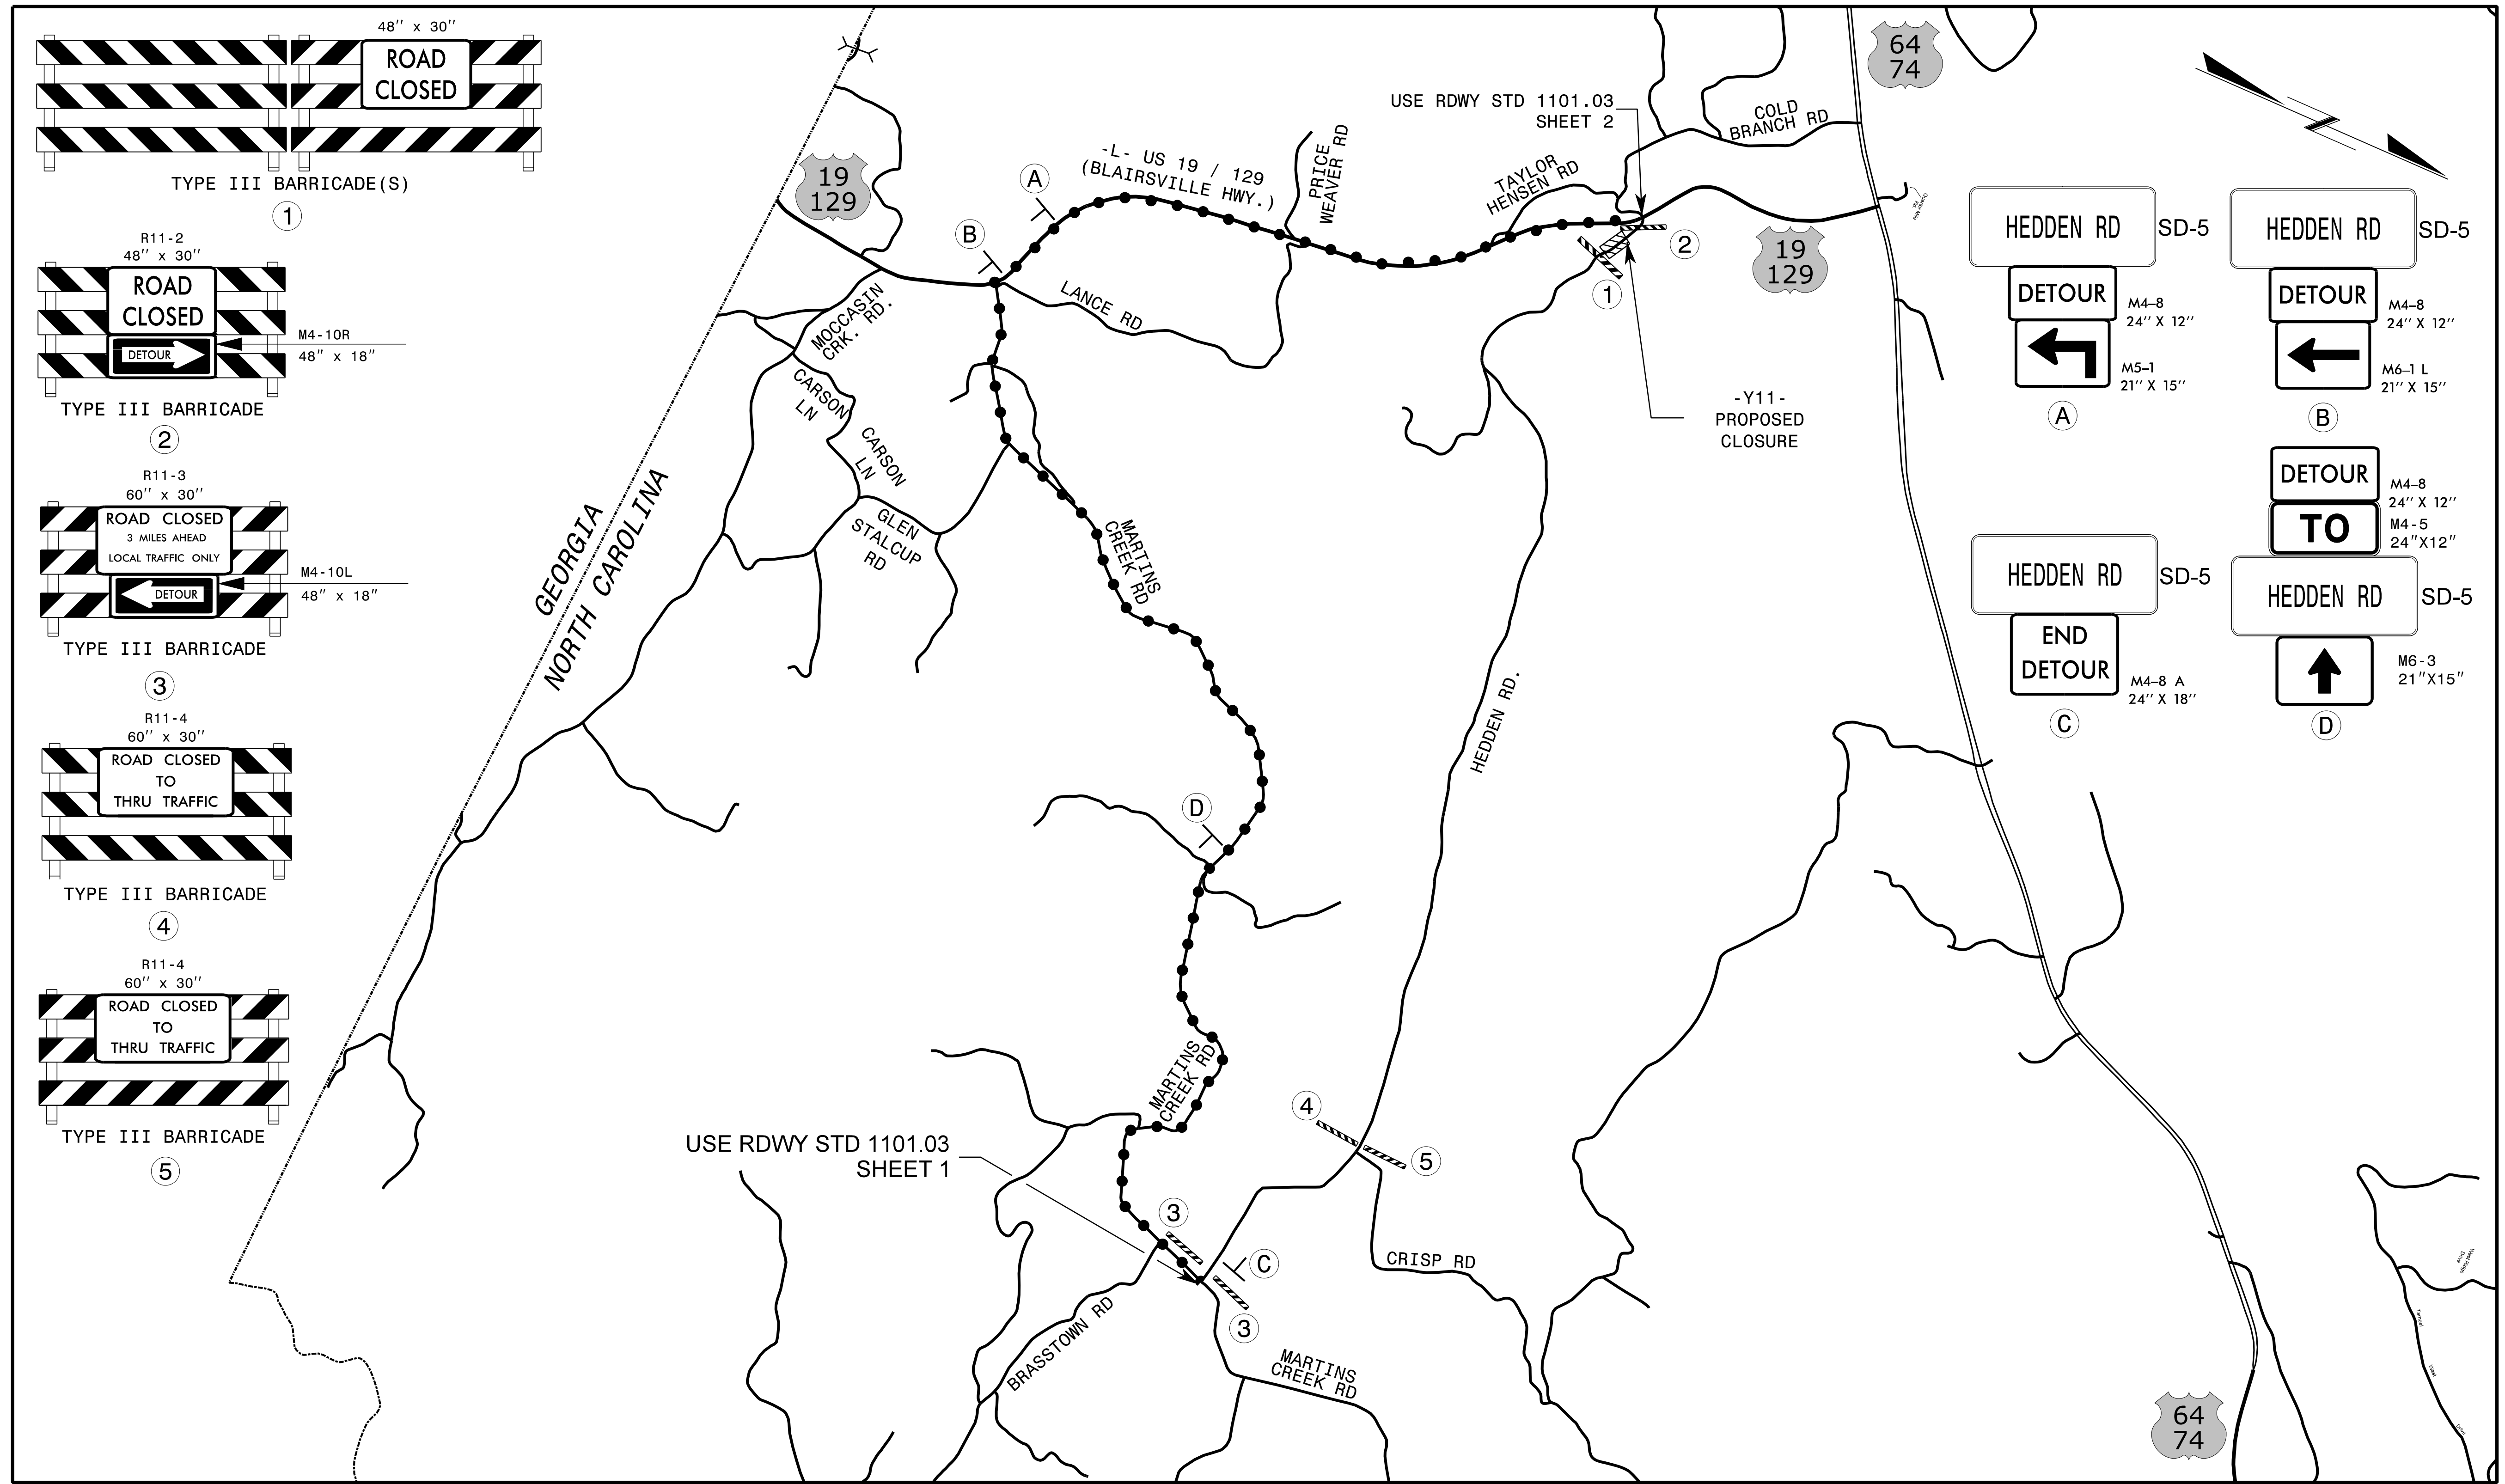 48" x 30"
ROAD
CLOSED
TYPE III BARRICADE(S)
1
R11-2
48" x 30"
ROAD
CLOSED
DETOUR
M4-10R
48" x 18"
TYPE III BARRICADE
2
R11-3
60" x 30"
ROAD CLOSED
3 MILES AHEAD
LOCAL TRAFFIC ONLY
DETOUR
M4-10L
48" x 18"
TYPE III BARRICADE
3
R11-4
60" x 30"
ROAD CLOSED
TO
THRU TRAFFIC
TYPE III BARRICADE
4
R11-4
60" x 30"
ROAD CLOSED
TO
THRU TRAFFIC
TYPE III BARRICADE
5
GEORGIA
NORTH CAROLINA
19
129
A
B
-L- US 19 / 129
(BLAIRSVILLE HWY.)
PRICE
WEAVER RD
USE RDWY STD 1101.03
SHEET 2
TAYLOR
HENSEN RD
COLD
BRANCH RD
64
74
Quarter Mile
Rd
19
129
2
1
-Y11-
PROPOSED
CLOSURE
LANCE RD
MOCCASIN
CRK. RD.
CARSON
LN
CARSON
LN
GLEN
STALCUP
RD
MARTINS
CREEK RD
HEDDEN RD.
D
MARTINS
CREEK RD
USE RDWY STD 1101.03
SHEET 1
4
5
3
C
3
CRISP RD
BRASSTOWN RD
MARTINS
CREEK RD
HEDDEN RD
SD-5
DETOUR
M4-8
24" X 12"
M5-1
21" X 15"
A
HEDDEN RD
SD-5
DETOUR
M4-8
24" X 12"
M6-1 L
21" X 15"
B
HEDDEN RD
SD-5
END
DETOUR
M4-8 A
24" X 18"
C
DETOUR
M4-8
24" X 12"
TO
M4-5
24"X12"
HEDDEN RD
SD-5
M6-3
21"X15"
D
West Ridge
Drive
Tarheel
West
Drive
64
74